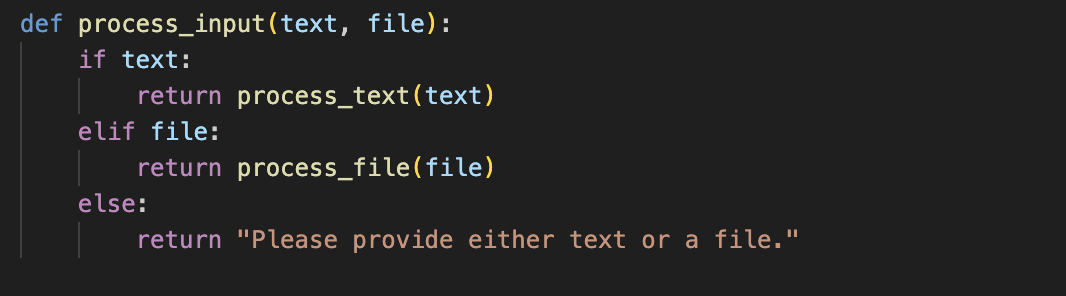 def process_input(text, file):
    if text:
        return process_text(text)
    elif file:
        return process_file(file)
    else:
        return "Please provide either text or a file."